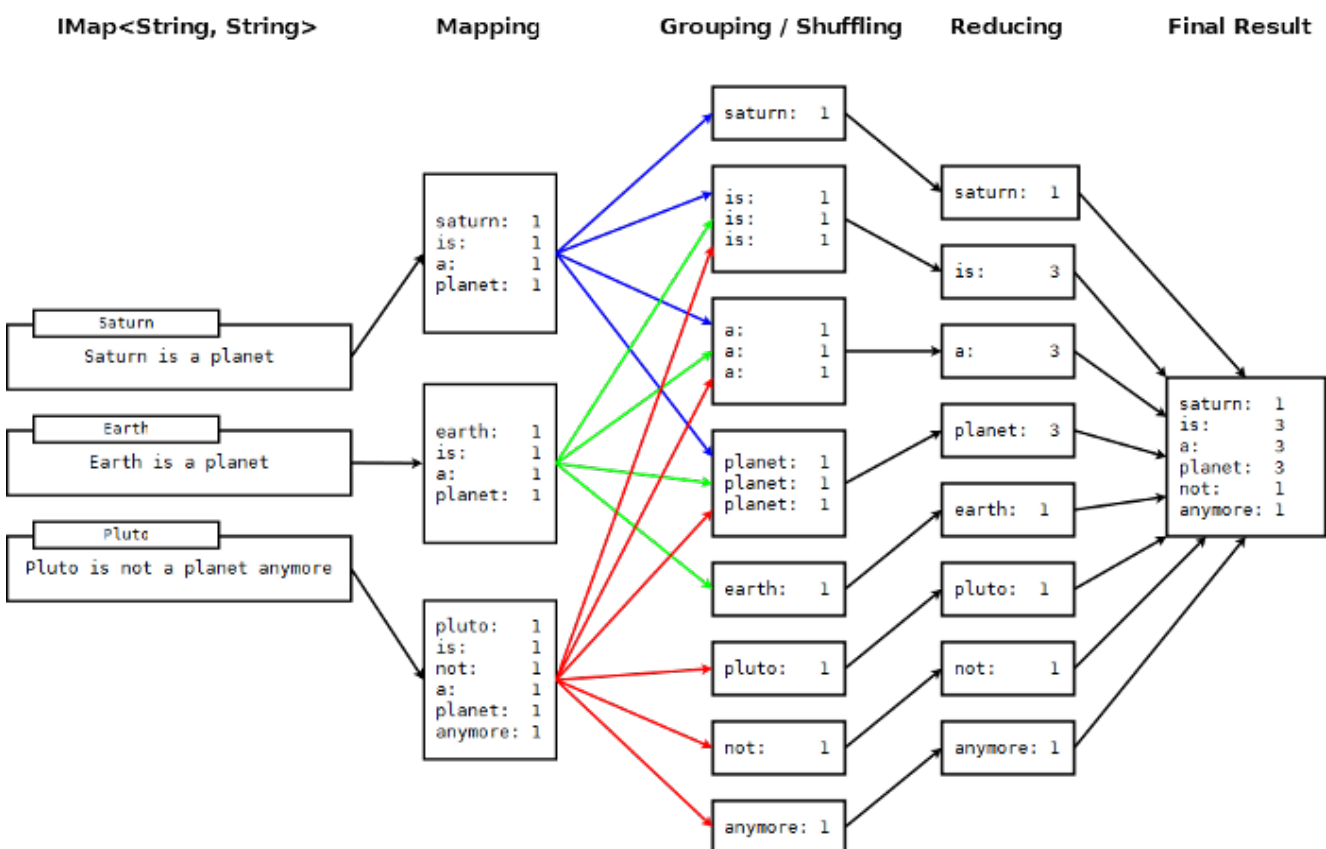 IMap<String, String>
Mapping
Grouping / Shuffling
Reducing
Final Result
Saturn
Saturn is a planet
Earth
Earth is a planet
Pluto
Pluto is not a planet anymore
saturn: 1
is: 1
a: 1
planet: 1
earth: 1
is: 1
a: 1
planet: 1
pluto: 1
is: 1
not: 1
a: 1
planet: 1
anymore: 1
saturn: 1
is: 1
is: 1
is: 1
a: 1
a: 1
a: 1
planet: 1
planet: 1
planet: 1
earth: 1
pluto: 1
not: 1
anymore: 1
saturn: 1
is: 3
a: 3
planet: 3
earth: 1
pluto: 1
not: 1
anymore: 1
saturn: 1
is: 3
a: 3
planet: 3
not: 1
anymore: 1